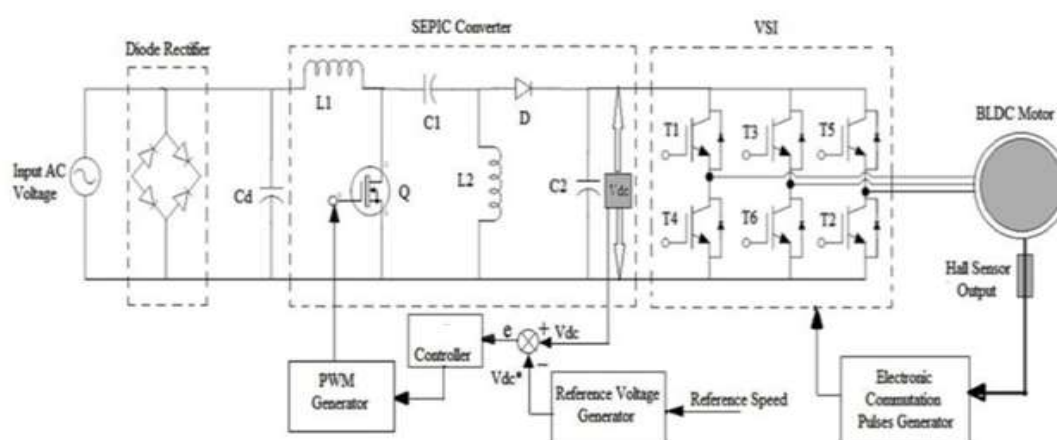 SEPIC Converter
VSI
Diode Rectifier
BLDC Motor
L1
C1
D
T1
T3
T5
Input AC
Voltage
Cd
Q
L2
C2
Vdc
T4
T6
T2
Hall Sensor
Output
e
+
Vdc
Controller
−
Vdc*
PWM
Generator
Reference Voltage
Generator
Reference Speed
Electronic
Commutation
Pulses Generator